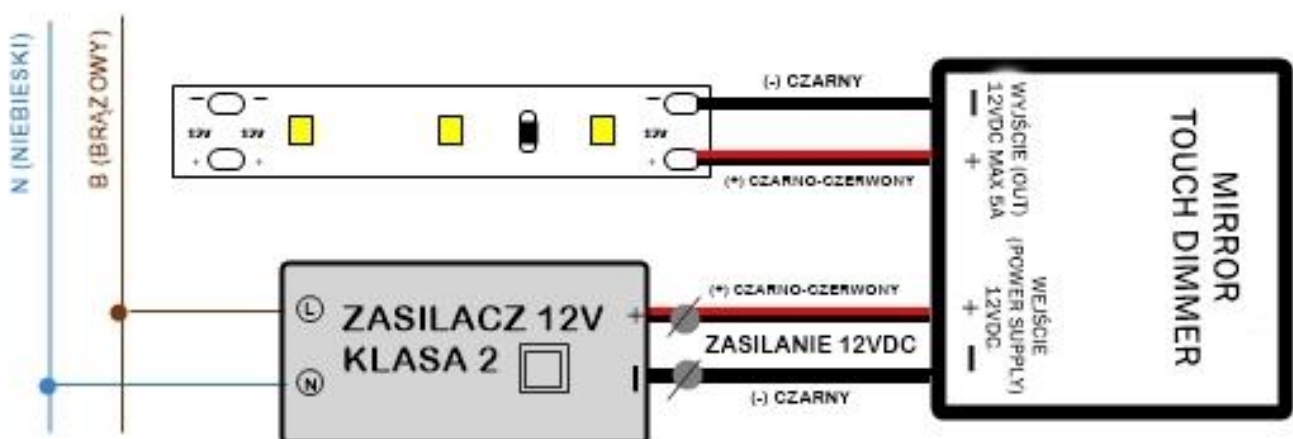 N (NIEBIESKI)
B (BRĄZOWY)
12V 12V
12V
- -
-
+ +
+
(-) CZARNY
(+) CZARNO-CZERWONY
WYJŚCIE (OUT)
12VDC MAX 5A
- +
WEJŚCIE
(POWER SUPPLY)
12VDC
+ -
MIRROR
TOUCH DIMMER
L
N
ZASILACZ 12V
KLASA 2
+
-
(+) CZARNO-CZERWONY
ZASILANIE 12VDC
(-) CZARNY